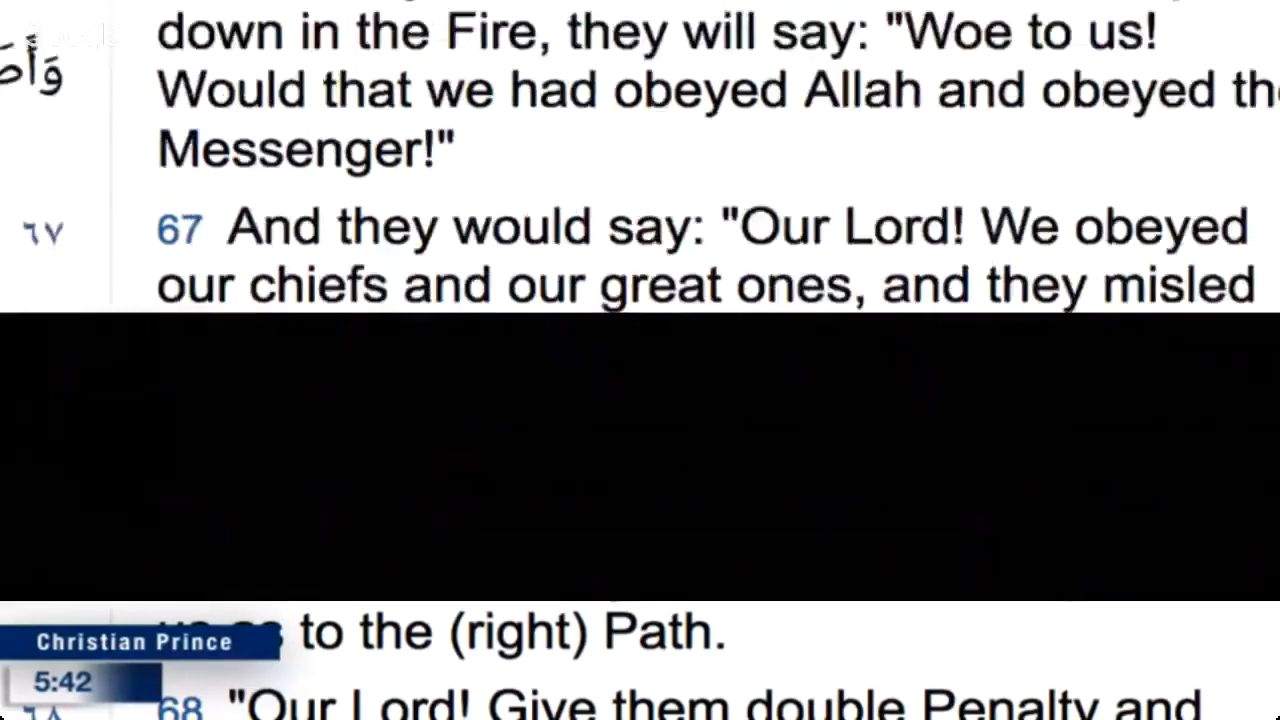 down in the Fire, they will say: "Woe to us!
Would that we had obeyed Allah and obeyed
Messenger!"
٦٧ 67 And they would say: "Our Lord! We obeyed
our chiefs and our great ones, and they misled
to the (right) Path.
Christian Prince
5:42
68 "Our Lord! Give them double Penalty and